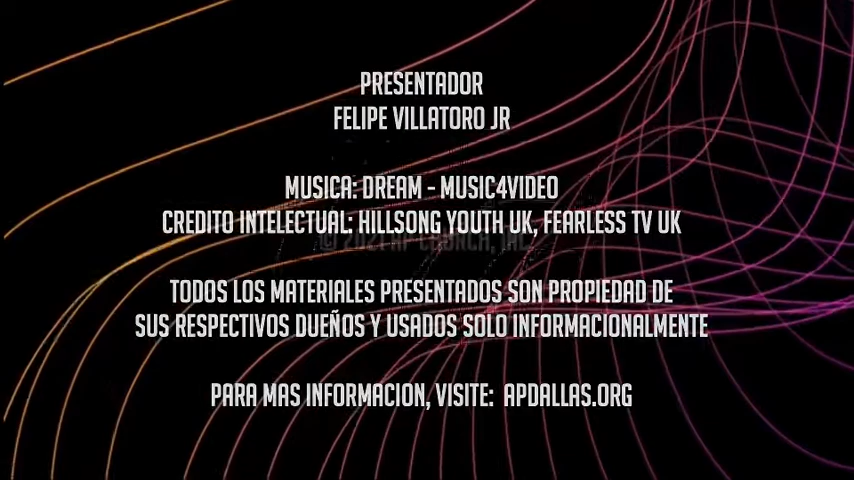 PRESENTADOR
FELIPE VILLATORO JR
MUSICA: DREAM - MUSIC4VIDEO
CREDITO INTELECTUAL: HILLSONG YOUTH UK, FEARLESS TV UK
TODOS LOS MATERIALES PRESENTADOS SON PROPIEDAD DE
SUS RESPECTIVOS DUEÑOS Y USADOS SOLO INFORMACIONALMENTE
PARA MAS INFORMACION, VISITE: APDALLAS.ORG